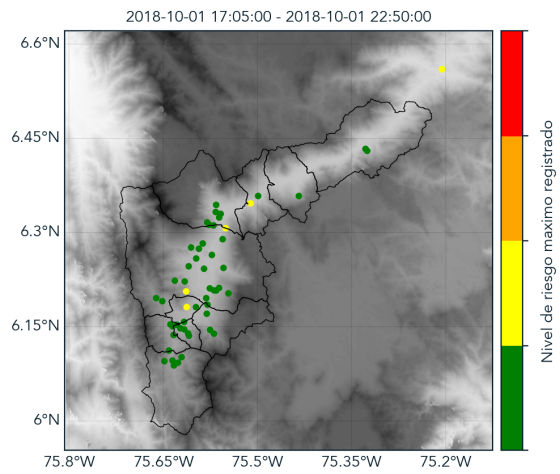 2018-10-01 17:05:00 - 2018-10-01 22:50:00
6.6°N
6.45°N
6.3°N
6.15°N
6°N
75.8°W
75.65°W
75.5°W
75.35°W
75.2°W
Nivel de riesgo maximo registrado